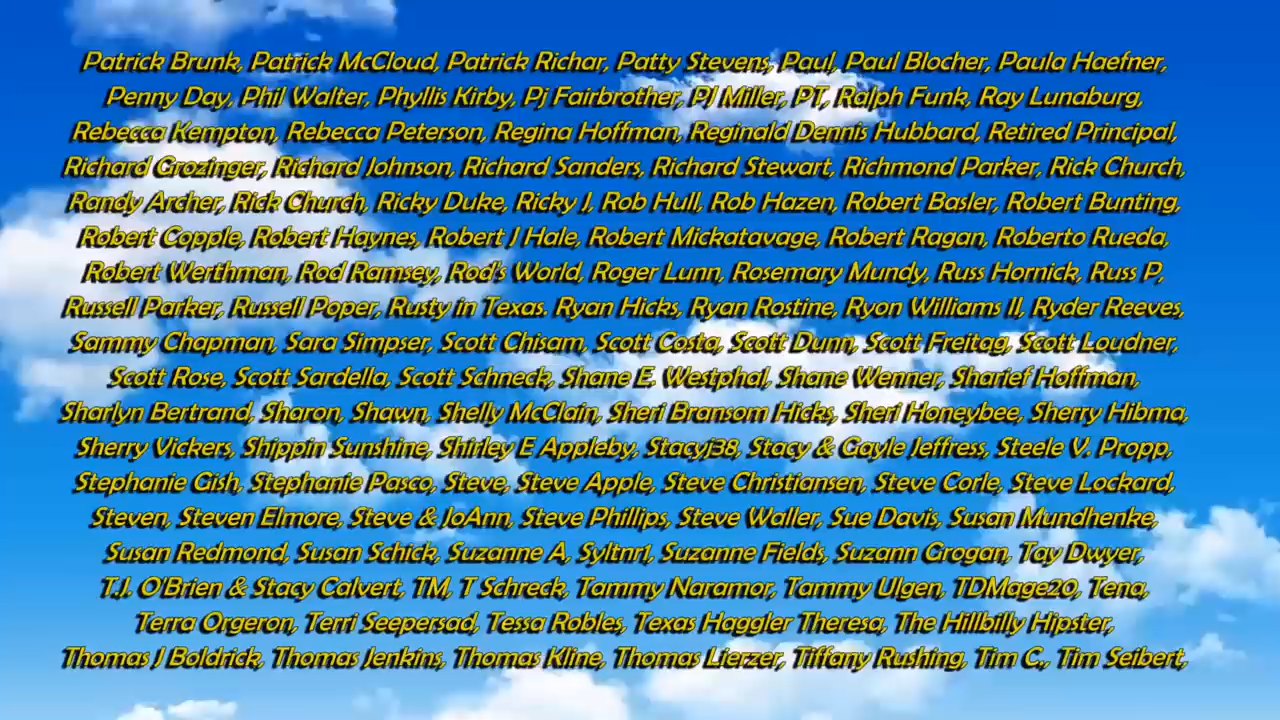 Patrick Brunk, Patrick McCloud, Patrick Richar, Patty Stevens, Paul, Paul Blocher, Paula Haefner,
Penny Day, Phil Walter, Phyllis Kirby, Pj Fairbrother, PJ Miller, PT, Ralph Funk, Ray Lunaburg,
Rebecca Kempton, Rebecca Peterson, Regina Hoffman, Reginald Dennis Hubbard, Retired Principal,
Richard Grozinger, Richard Johnson, Richard Sanders, Richard Stewart, Richmond Parker, Rick Church,
Randy Archer, Rick Church, Ricky Duke, Ricky J, Rob Hull, Rob Hazen, Robert Basler, Robert Bunting,
Robert Copple, Robert Haynes, Robert J Hale, Robert Mickatavage, Robert Ragan, Roberto Rueda,
Robert Werthman, Rod Ramsey, Rod's World, Roger Lunn, Rosemary Mundy, Russ Hornick, Russ P,
Russell Parker, Russell Poper, Rusty in Texas. Ryan Hicks, Ryan Rostine, Ryon Williams II, Ryder Reeves,
Sammy Chapman, Sara Simpser, Scott Chisam, Scott Costa, Scott Dunn, Scott Freitag, Scott Loudner,
Scott Rose, Scott Sardella, Scott Schneck, Shane E. Westphal, Shane Wenner, Sharief Hoffman,
Sharlyn Bertrand, Sharon, Shawn, Shelly McClain, Sheri Bransom Hicks, Sheri Honeybee, Sherry Hibma,
Sherry Vickers, Shippin Sunshine, Shirley E Appleby, Stacyj38, Stacy & Gayle Jeffress, Steele V. Propp,
Stephanie Gish, Stephanie Pasco, Steve, Steve Apple, Steve Christiansen, Steve Corle, Steve Lockard,
Steven, Steven Elmore, Steve & JoAnn, Steve Phillips, Steve Waller, Sue Davis, Susan Mundhenke,
Susan Redmond, Susan Schick, Suzanne A, Syltnr1, Suzanne Fields, Suzann Grogan, Tay Dwyer,
T.J. O'Brien & Stacy Calvert, TM, T Schreck, Tammy Naramor, Tammy Ulgen, TDMage20, Tena,
Terra Orgeron, Terri Seepersad, Tessa Robles, Texas Haggler Theresa, The Hillbilly Hipster,
Thomas J Boldrick, Thomas Jenkins, Thomas Kline, Thomas Lierzer, Tiffany Rushing, Tim C., Tim Seibert,